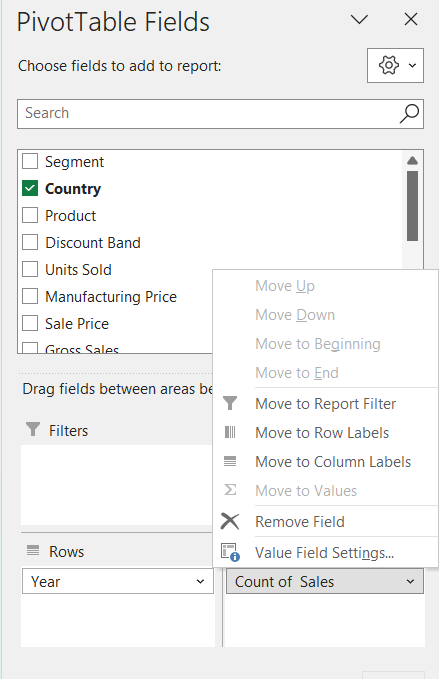 PivotTable Fields
Choose fields to add to report:
Search
Segment
Country
Product
Discount Band
Units Sold
Manufacturing Price
Sale Price
Gross Sales
Drag fields between areas be
Filters
Rows
Year
Move Up
Move Down
Move to Beginning
Move to End
Move to Report Filter
Move to Row Labels
Move to Column Labels
Σ Move to Values
Remove Field
Value Field Settings...
Count of Sales